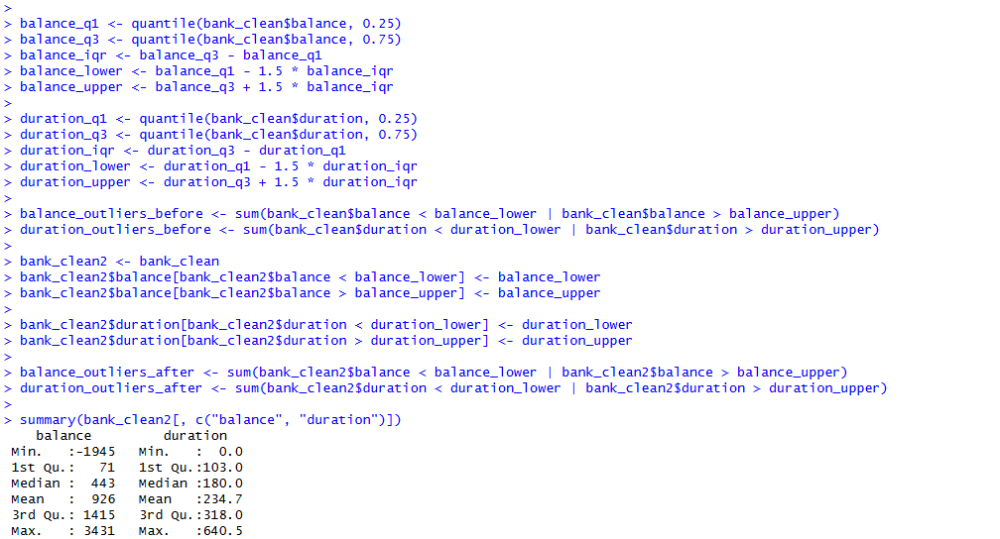 >
> balance_q1 <- quantile(bank_clean$balance, 0.25)
> balance_q3 <- quantile(bank_clean$balance, 0.75)
> balance_iqr <- balance_q3 - balance_q1
> balance_lower <- balance_q1 - 1.5 * balance_iqr
> balance_upper <- balance_q3 + 1.5 * balance_iqr
>
> duration_q1 <- quantile(bank_clean$duration, 0.25)
> duration_q3 <- quantile(bank_clean$duration, 0.75)
> duration_iqr <- duration_q3 - duration_q1
> duration_lower <- duration_q1 - 1.5 * duration_iqr
> duration_upper <- duration_q3 + 1.5 * duration_iqr
>
> balance_outliers_before <- sum(bank_clean$balance < balance_lower | bank_clean$balance > balance_upper)
> duration_outliers_before <- sum(bank_clean$duration < duration_lower | bank_clean$duration > duration_upper)
>
> bank_clean2 <- bank_clean
> bank_clean2$balance[bank_clean2$balance < balance_lower] <- balance_lower
> bank_clean2$balance[bank_clean2$balance > balance_upper] <- balance_upper
>
> bank_clean2$duration[bank_clean2$duration < duration_lower] <- duration_lower
> bank_clean2$duration[bank_clean2$duration > duration_upper] <- duration_upper
>
> balance_outliers_after <- sum(bank_clean2$balance < balance_lower | bank_clean2$balance > balance_upper)
> duration_outliers_after <- sum(bank_clean2$duration < duration_lower | bank_clean2$duration > duration_upper)
>
> summary(bank_clean2[, c("balance", "duration")])
    balance         duration    
 Min.   :-1945   Min.   :  0.0  
 1st Qu.:   71   1st Qu.:103.0  
 Median :  443   Median :180.0  
 Mean   :  926   Mean   :234.7  
 3rd Qu.: 1415   3rd Qu.:318.0  
 Max.   : 3431   Max.   :640.5